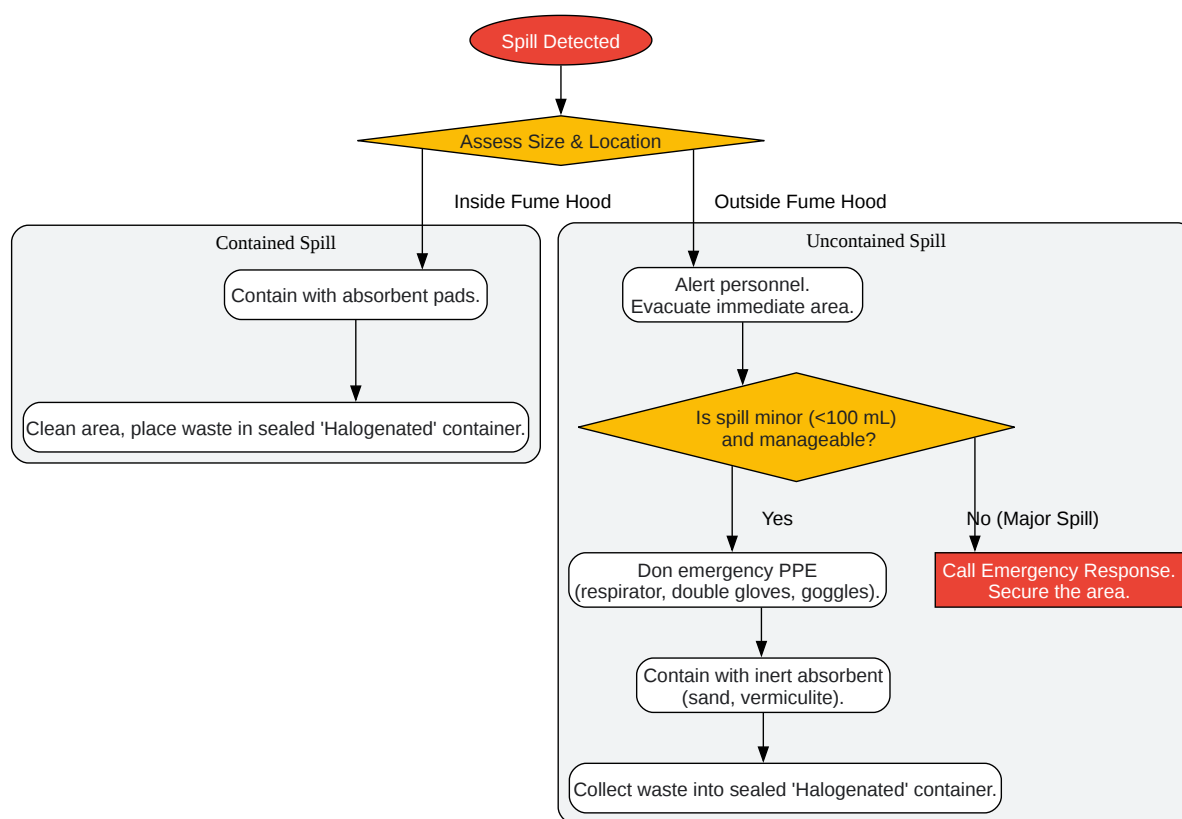 Spill Detected
Assess Size & Location
Inside Fume Hood
Outside Fume Hood
Contained Spill
Contain with absorbent pads.
Clean area, place waste in sealed 'Halogenated' container.
Uncontained Spill
Alert personnel.
Evacuate immediate area.
Is spill minor (<100 mL)
and manageable?
Yes
No (Major Spill)
Don emergency PPE
(respirator, double gloves, goggles).
Call Emergency Response.
Secure the area.
Contain with inert absorbent
(sand, vermiculite).
Collect waste into sealed 'Halogenated' container.